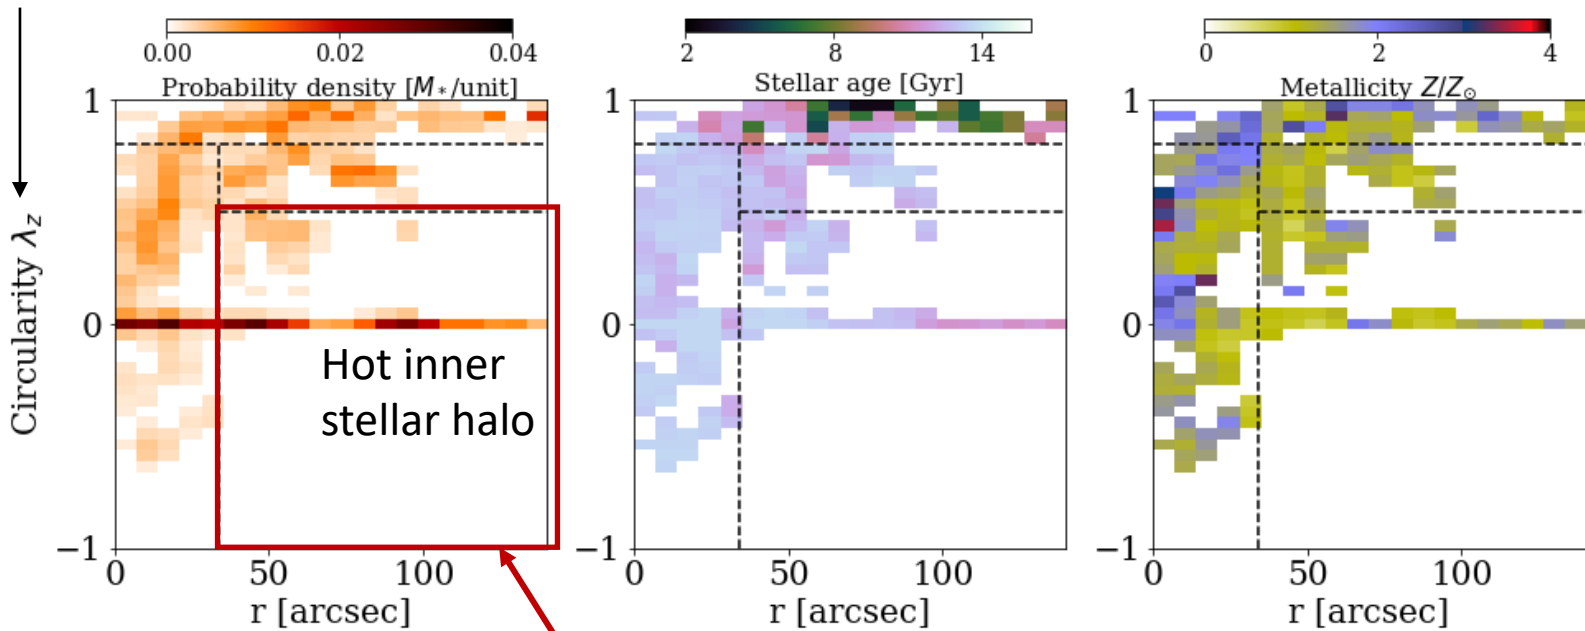 0.00 0.02 0.04
Probability density [M*/unit]
2 8 14
Stellar age [Gyr]
0 2 4
Metallicity Z/Z⊙
Circularity λz
1
0
−1
0 50 100
r [arcsec]
Hot inner
stellar halo
1
0
−1
0 50 100
r [arcsec]
1
0
−1
0 50 100
r [arcsec]